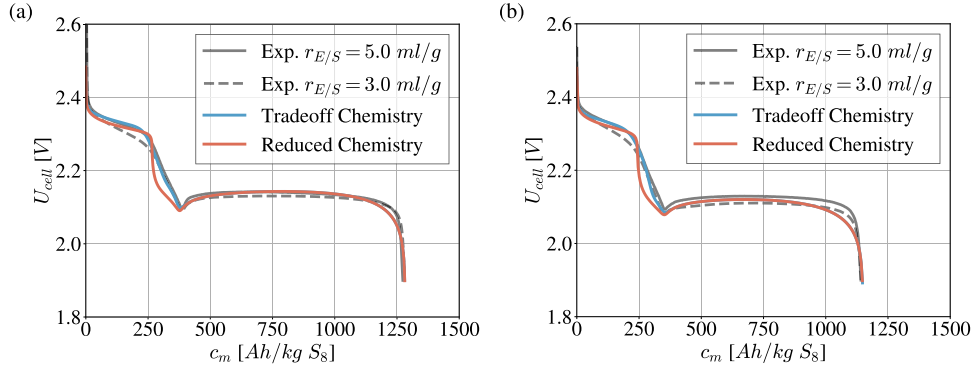 (a)
2.6
2.4
2.2
2.0
1.8
U_cell [V]
Exp. r_E/S = 5.0 ml/g
Exp. r_E/S = 3.0 ml/g
Tradeoff Chemistry
Reduced Chemistry
0 250 500 750 1000 1250 1500
c_m [Ah/kg S_8]
(b)
2.6
2.4
2.2
2.0
1.8
U_cell [V]
Exp. r_E/S = 5.0 ml/g
Exp. r_E/S = 3.0 ml/g
Tradeoff Chemistry
Reduced Chemistry
0 250 500 750 1000 1250 1500
c_m [Ah/kg S_8]